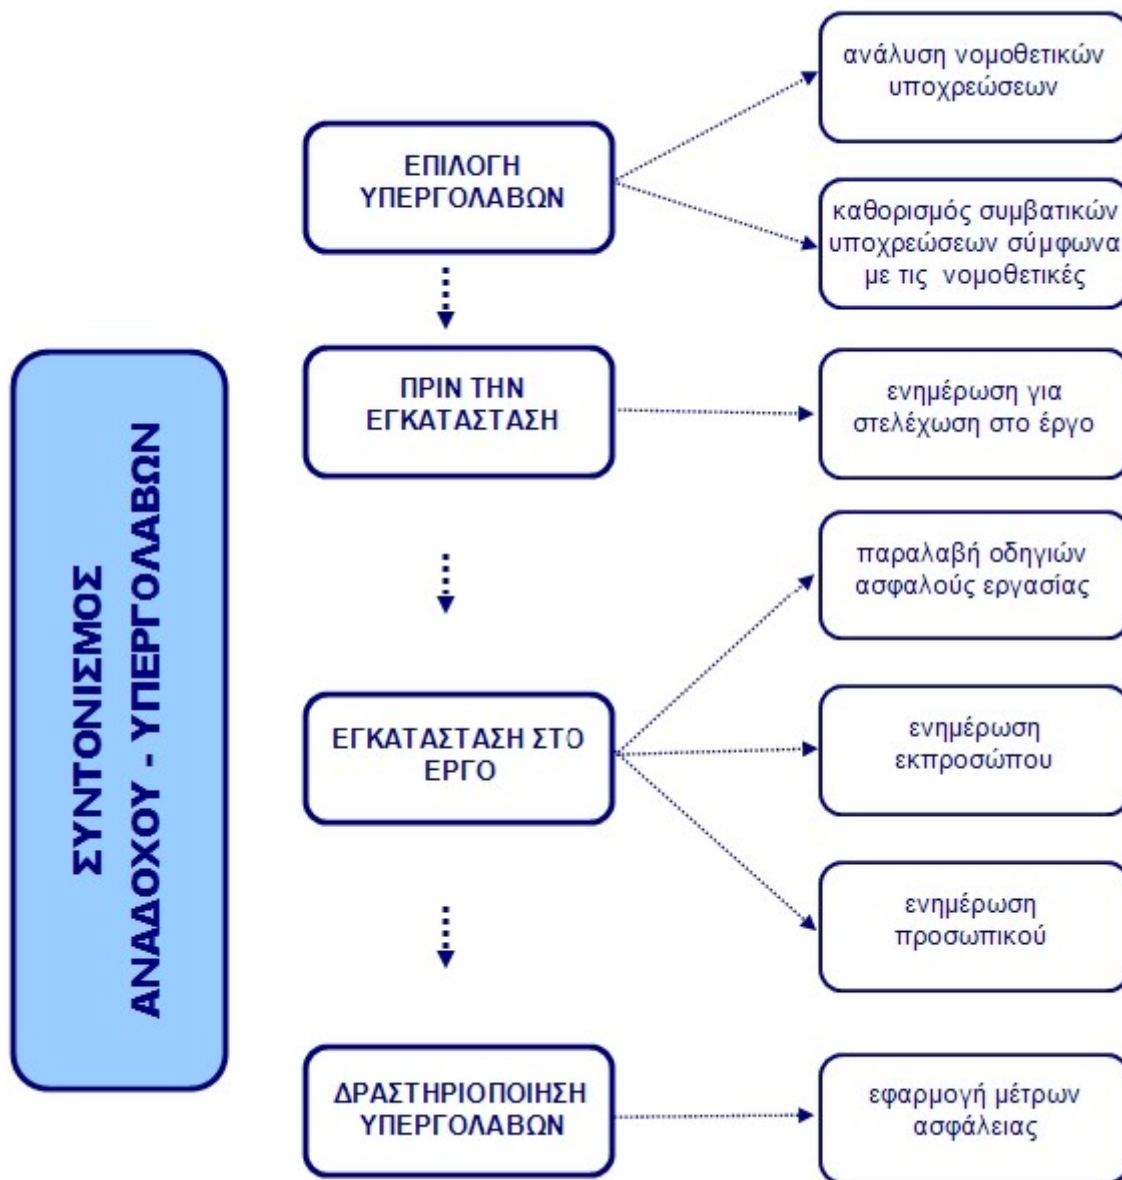 ΣΥΝΤΟΝΙΣΜΟΣ
ΑΝΑΔΟΧΟΥ - ΥΠΕΡΓΟΛΑΒΩΝ
ΕΠΙΛΟΓΗ
ΥΠΕΡΓΟΛΑΒΩΝ
ανάλυση νομοθετικών
υποχρεώσεων
καθορισμός συμβατικών
υποχρεώσεων σύμφωνα
με τις νομοθετικές
ΠΡΙΝ ΤΗΝ
ΕΓΚΑΤΑΣΤΑΣΗ
ενημέρωση για
στελέχωση στο έργο
ΕΓΚΑΤΑΣΤΑΣΗ ΣΤΟ
ΕΡΓΟ
παραλαβή οδηγιών
ασφαλούς εργασίας
ενημέρωση
εκπροσώπου
ενημέρωση
προσωπικού
ΔΡΑΣΤΗΡΙΟΠΟΙΗΣΗ
ΥΠΕΡΓΟΛΑΒΩΝ
εφαρμογή μέτρων
ασφάλειας